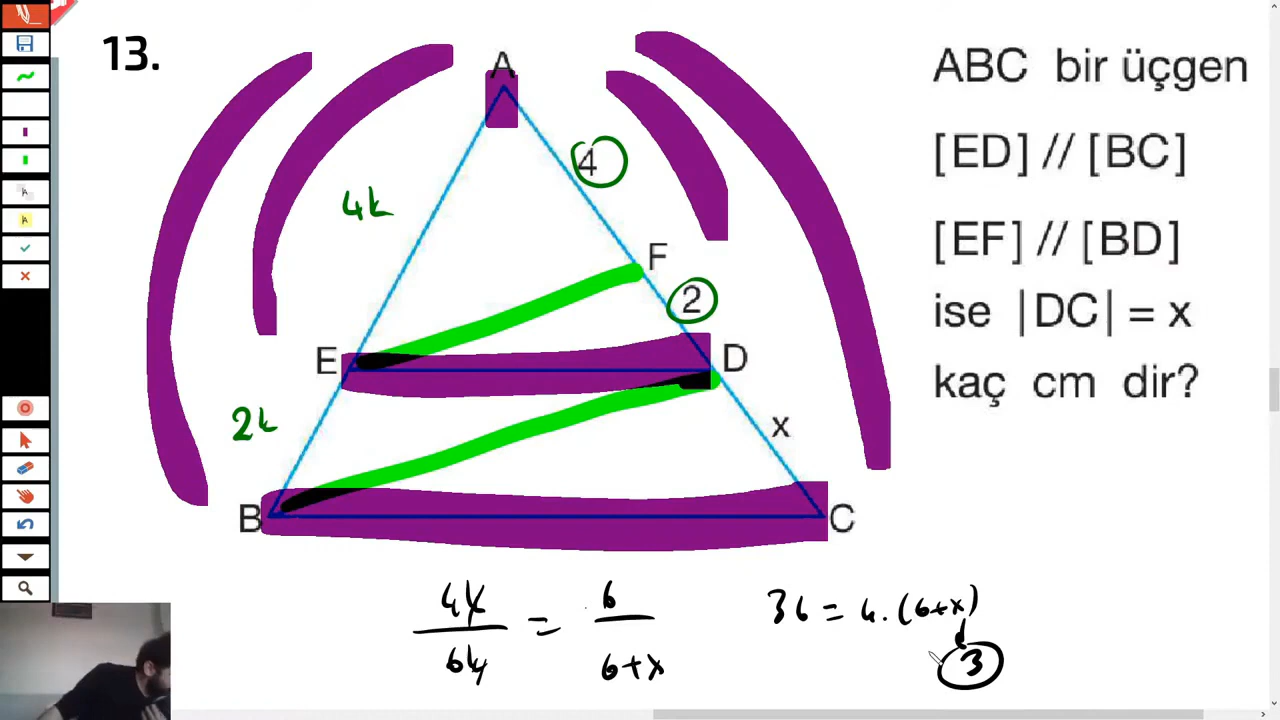 13.
A
4
4k
F
2
E
D
2k
x
B
C
ABC bir üçgen
[ED] // [BC]
[EF] // [BD]
ise |DC| = x
kaç cm dir?
4k/6k = 6/6+x
36 = 4.(6+x)
3